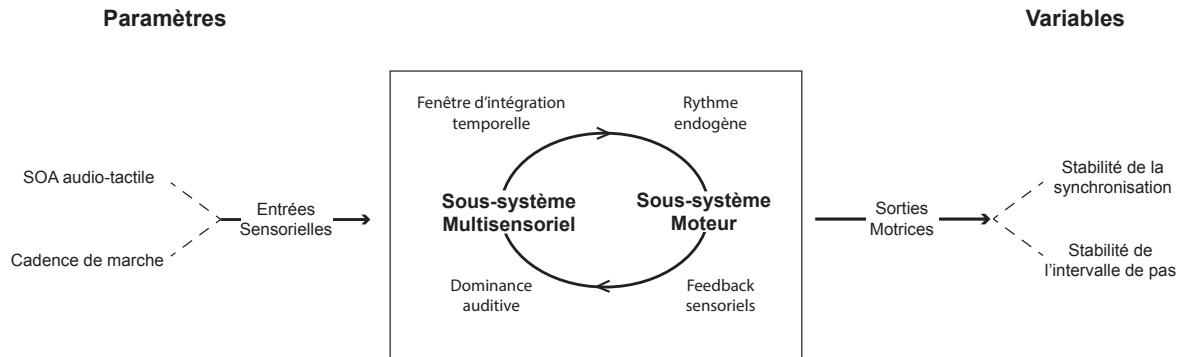 Paramètres
Variables
Fenêtre d'intégration
temporelle
Rythme
endogène
SOA audio-tactile
Cadence de marche
Entrées
Sensorielles
Sous-système
Multisensoriel
Sous-système
Moteur
Dominance
auditive
Feedback
sensoriels
Sorties
Motrices
Stabilité de la
synchronisation
Stabilité de
l'intervalle de pas